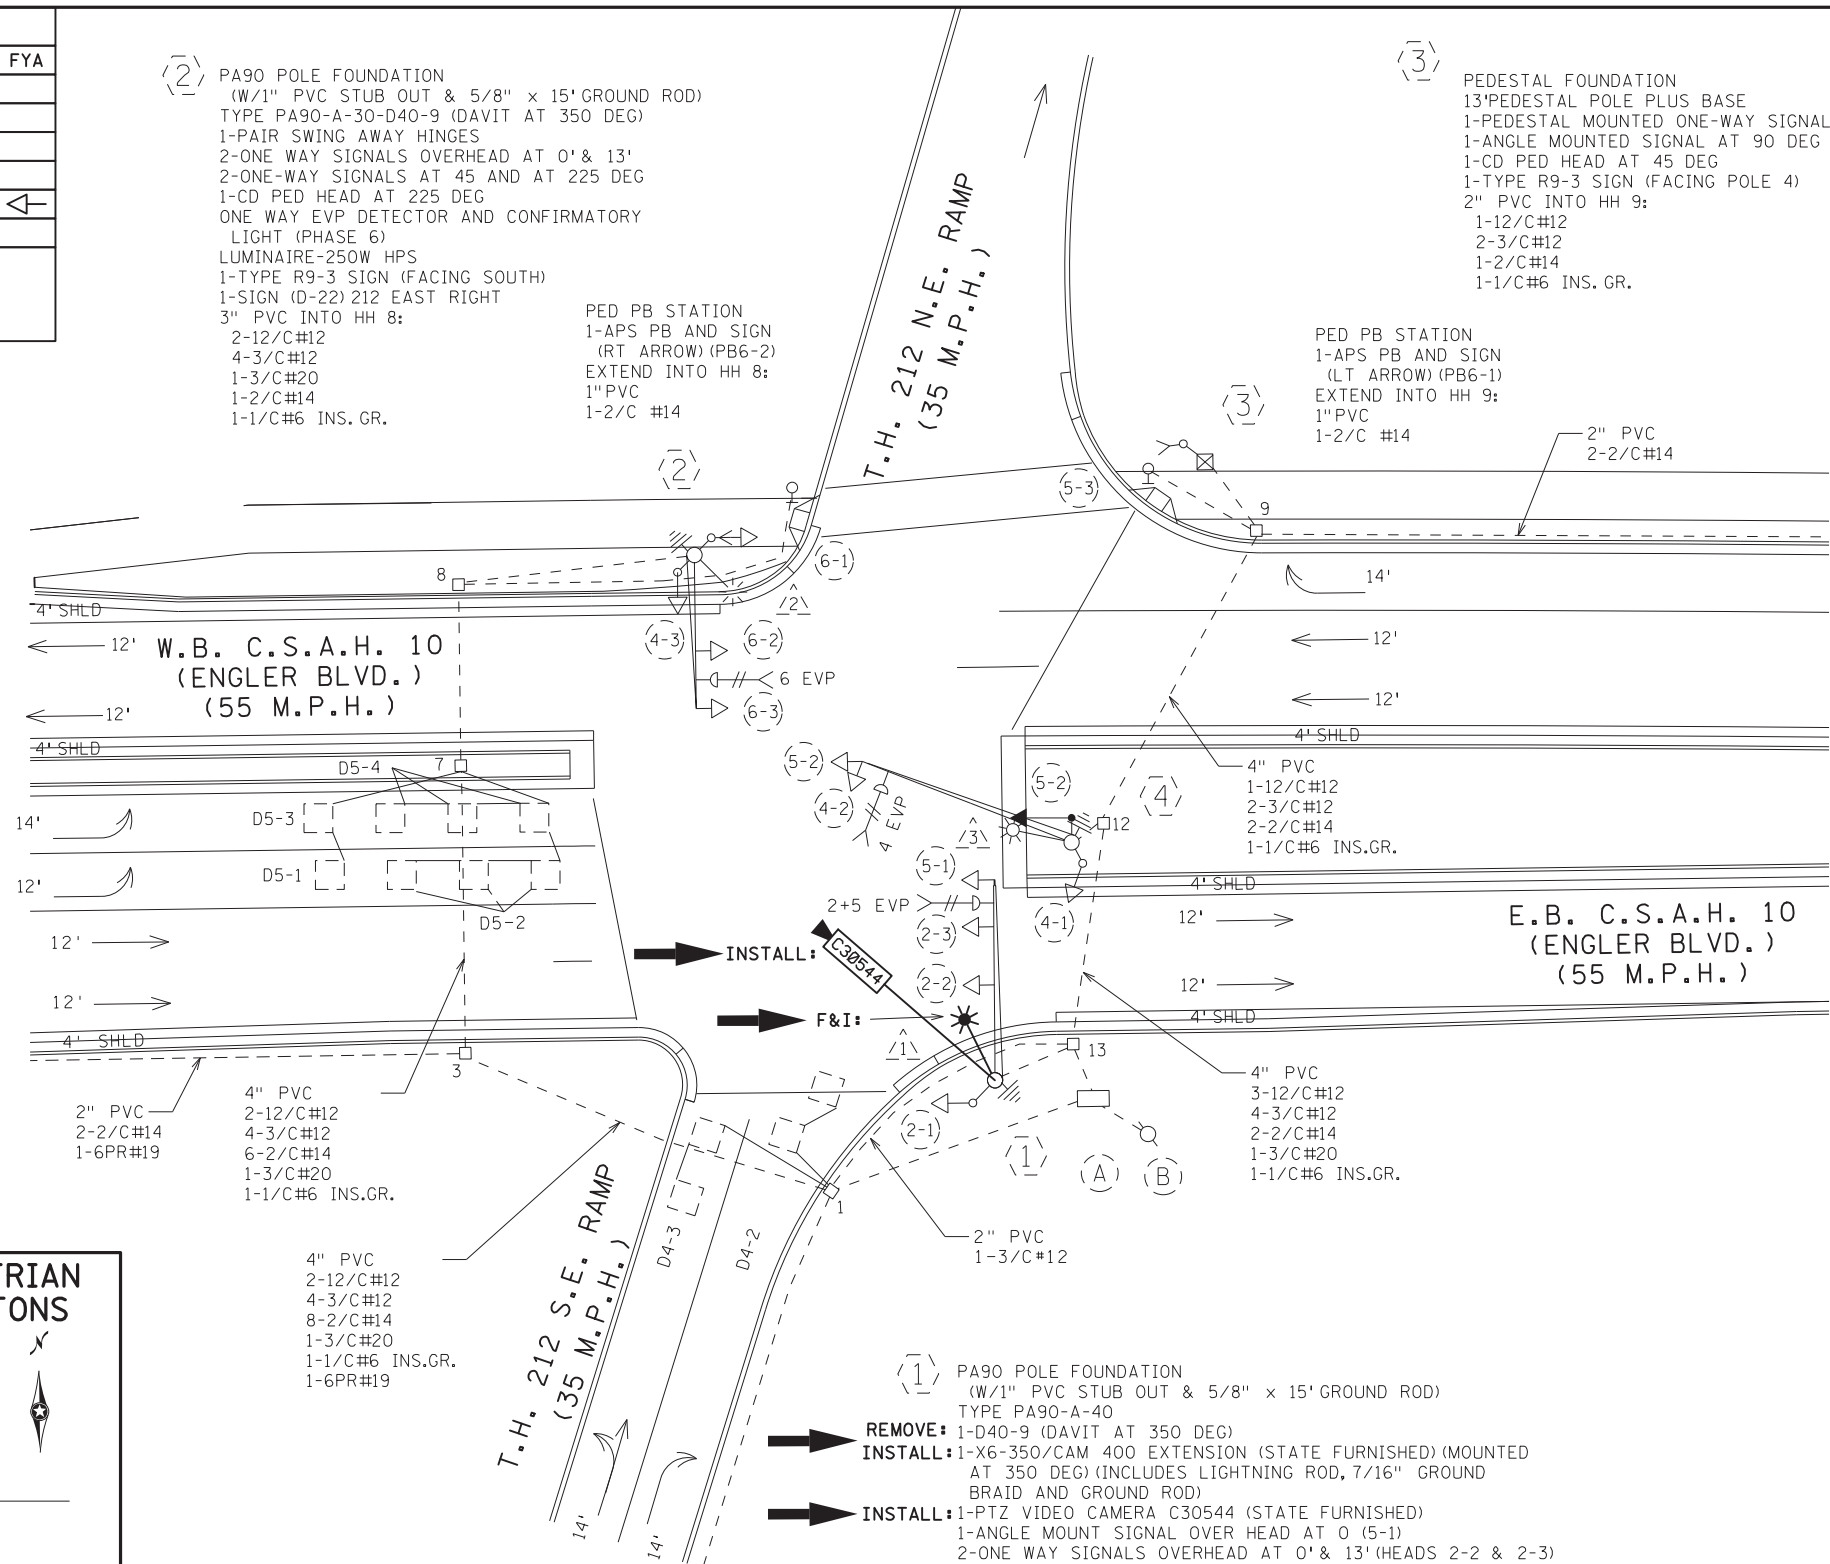 FYA
2
PA90 POLE FOUNDATION
(W/1" PVC STUB OUT & 5/8" x 15' GROUND ROD)
TYPE PA90-A-30-D40-9 (DAVIT AT 350 DEG)
1-PAIR SWING AWAY HINGES
2-ONE WAY SIGNALS OVERHEAD AT 0' & 13'
2-ONE-WAY SIGNALS AT 45 AND AT 225 DEG
1-CD PED HEAD AT 225 DEG
ONE WAY EVP DETECTOR AND CONFIRMATORY
LIGHT (PHASE 6)
LUMINAIRE-250W HPS
1-TYPE R9-3 SIGN (FACING SOUTH)
1-SIGN (D-22) 212 EAST RIGHT
3" PVC INTO HH 8:
2-12/C#12
4-3/C#12
1-3/C#20
1-2/C#14
1-1/C#6 INS. GR.
PED PB STATION
1-APS PB AND SIGN
(RT ARROW) (PB6-2)
EXTEND INTO HH 8:
1"PVC
1-2/C #14
T.H. 212 N.E. RAMP
(35 M.P.H.)
3
PEDESTAL FOUNDATION
13'PEDESTAL POLE PLUS BASE
1-PEDESTAL MOUNTED ONE-WAY SIGNAL
1-ANGLE MOUNTED SIGNAL AT 90 DEG
1-CD PED HEAD AT 45 DEG
1-TYPE R9-3 SIGN (FACING POLE 4)
2" PVC INTO HH 9:
1-12/C#12
2-3/C#12
1-2/C#14
1-1/C#6 INS. GR.
PED PB STATION
1-APS PB AND SIGN
(LT ARROW) (PB6-1)
EXTEND INTO HH 9:
1"PVC
1-2/C #14
3
2" PVC
2-2/C#14
2
5-3
9
8
6-1
2
4' SHLD
4-3
6-2
6 EVP
6-3
12'
W.B. C.S.A.H. 10
(ENGLER BLVD.)
(55 M.P.H.)
12'
14'
12'
12'
4' SHLD
4' SHLD
7
D5-4
D5-3
14'
D5-1
12'
D5-2
5-2
4-2
4 EVP
5-2
4
3
12
4" PVC
1-12/C#12
2-3/C#12
2-2/C#14
1-1/C#6 INS.GR.
5-1
2+5 EVP
2-3
4-1
4' SHLD
12'
E.B. C.S.A.H. 10
(ENGLER BLVD.)
(55 M.P.H.)
12'
INSTALL:
C30544
2-2
12'
12'
F&I:
4' SHLD
4' SHLD
1
3
13
2" PVC
2-2/C#14
1-6PR#19
4" PVC
2-12/C#12
4-3/C#12
6-2/C#14
1-3/C#20
1-1/C#6 INS.GR.
4" PVC
3-12/C#12
4-3/C#12
2-2/C#14
1-3/C#20
1-1/C#6 INS.GR.
2-1
1
A
B
1
D4-3
D4-2
2" PVC
1-3/C#12
4" PVC
2-12/C#12
4-3/C#12
8-2/C#14
1-3/C#20
1-1/C#6 INS.GR.
1-6PR#19
T.H. 212 S.E. RAMP
(35 M.P.H.)
14'
14'
TRIAN
TONS
N
1
PA90 POLE FOUNDATION
(W/1" PVC STUB OUT & 5/8" x 15' GROUND ROD)
TYPE PA90-A-40
REMOVE: 1-D40-9 (DAVIT AT 350 DEG)
INSTALL: 1-X6-350/CAM 400 EXTENSION (STATE FURNISHED) (MOUNTED
AT 350 DEG) (INCLUDES LIGHTNING ROD, 7/16" GROUND
BRAID AND GROUND ROD)
INSTALL: 1-PTZ VIDEO CAMERA C30544 (STATE FURNISHED)
1-ANGLE MOUNT SIGNAL OVER HEAD AT 0 (5-1)
2-ONE WAY SIGNALS OVERHEAD AT 0' & 13' (HEADS 2-2 & 2-3)